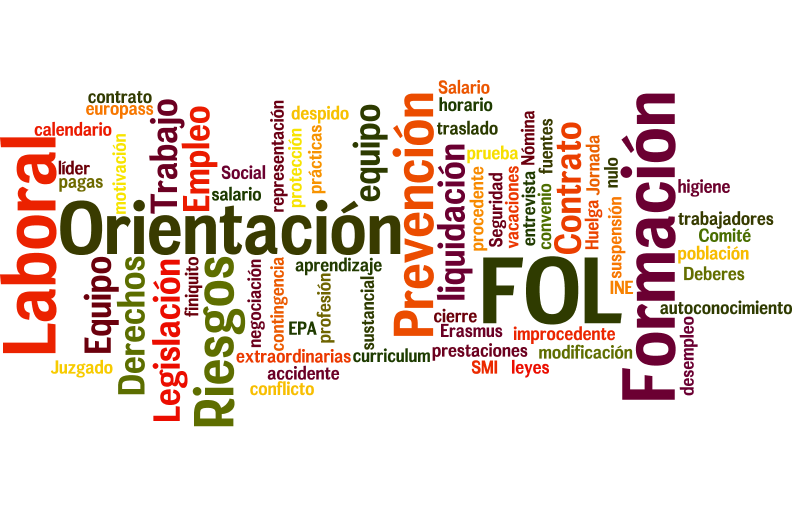 contrato
europass
calendario
motivación
Trabajo
Empleo
líder
pagas
Laboral
Social
salario
representación
protección
despido
prácticas
equipo
Orientación
Prevención
Salario
horario
traslado
prueba
liquidación
procedente
Seguridad
vacaciones
Nómina
entrevista
fuentes
convenio
Contrato
Jornada
Huelga
nulo
suspensión
INE
Formación
higiene
trabajadores
Comité
población
Deberes
autoconocimiento
desempleo
FOL
Equipo
Derechos
Legislación
finiquito
Riesgos
negociación
contingencia
aprendizaje
EPA
profesión
sustancial
extraordinarias
curriculum
accidente
conflicto
Juzgado
cierre
Erasmus
improcedente
prestaciones
modificación
SMI
leyes